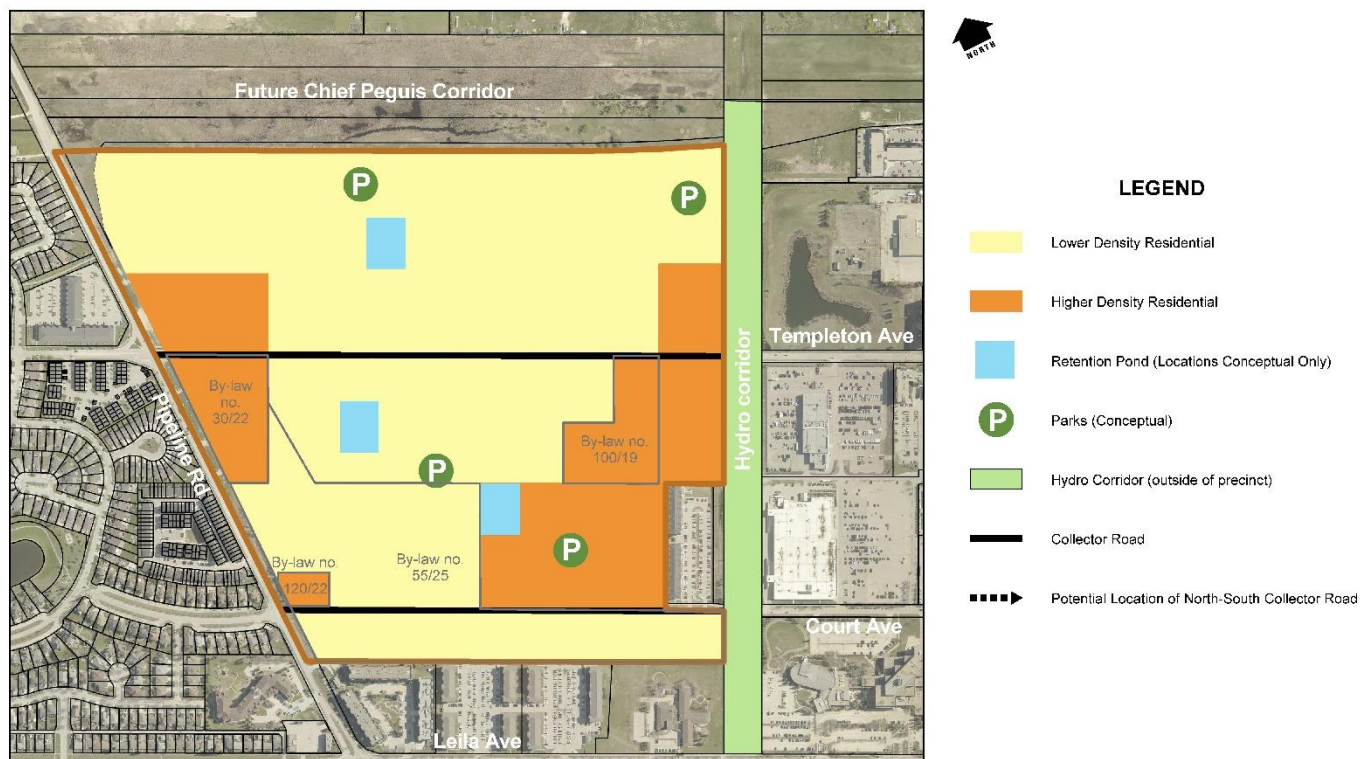 NORTH
Future Chief Peguis Corridor
P
P
Templeton Ave
By-law
no.
30/22
Pipeline Rd
Hydro corridor
By-law no.
100/19
P
P
By-law no.
120/22
By-law no.
55/25
Court Ave
Leila Ave
LEGEND
Lower Density Residential
Higher Density Residential
Retention Pond (Locations Conceptual Only)
P
Parks (Conceptual)
Hydro Corridor (outside of precinct)
Collector Road
Potential Location of North-South Collector Road